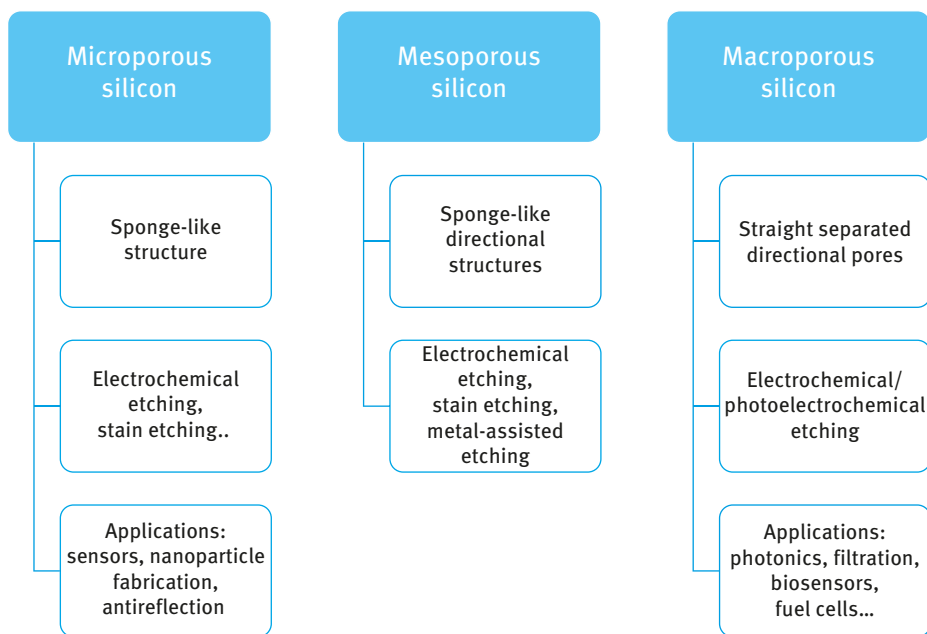 Microporous
silicon
Sponge-like
structure
Electrochemical
etching,
stain etching..
Applications:
sensors, nanoparticle
fabrication,
antireflection
Mesoporous
silicon
Sponge-like
directional
structures
Electrochemical
etching,
stain etching,
metal-assisted
etching
Macroporous
silicon
Straight separated
directional pores
Electrochemical/
photoelectrochemical
etching
Applications:
photonics, filtration,
biosensors,
fuel cells...